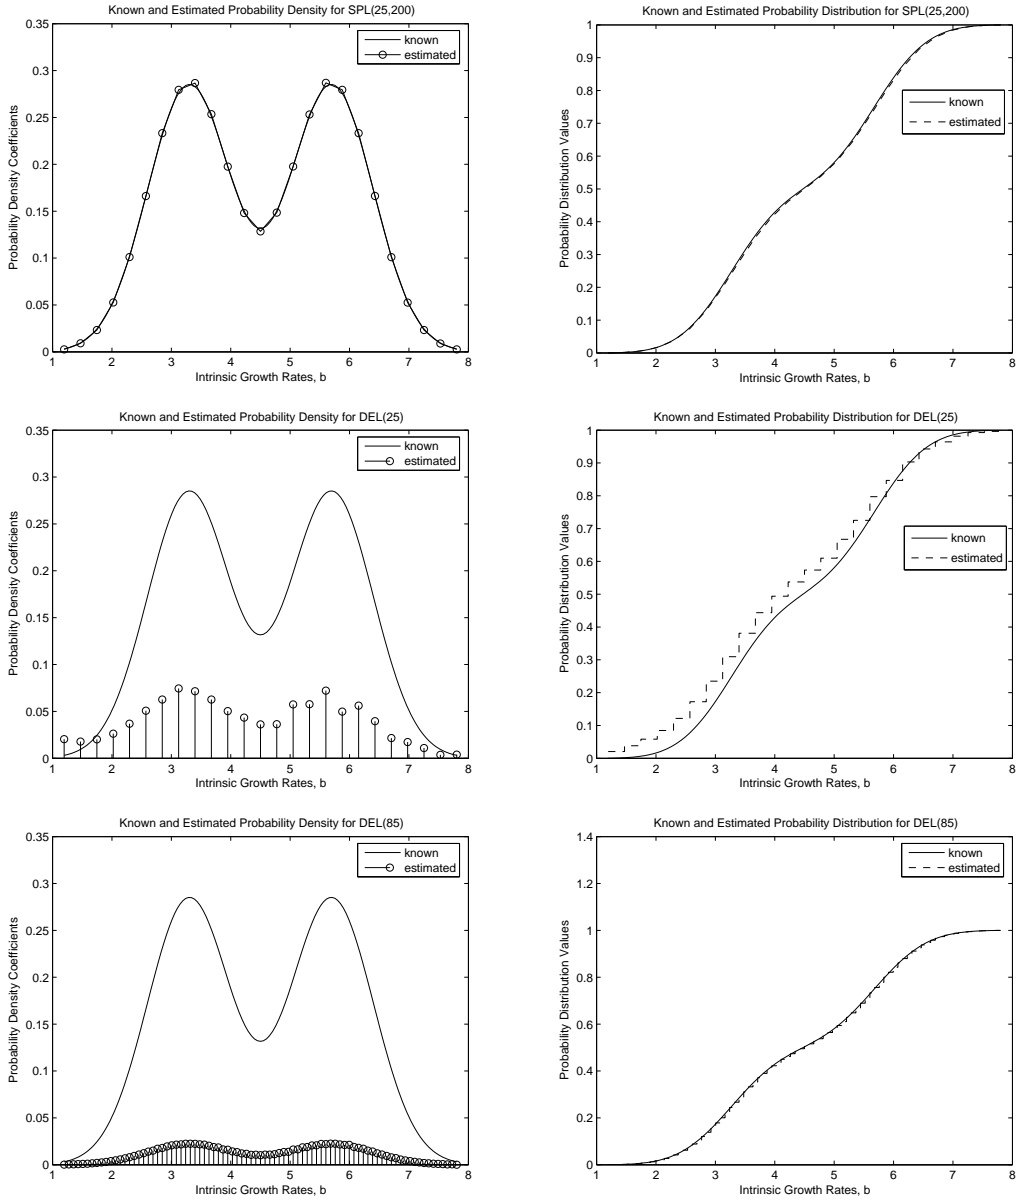 Known and Estimated Probability Density for SPL(25,200)
0.35
0.3
0.25
0.2
0.15
0.1
0.05
0
Probability Density Coefficients
known
estimated
1 2 3 4 5 6 7 8
Intrinsic Growth Rates, b
Known and Estimated Probability Distribution for SPL(25,200)
1
0.9
0.8
0.7
0.6
0.5
0.4
0.3
0.2
0.1
0
Probability Distribution Values
known
estimated
1 2 3 4 5 6 7 8
Intrinsic Growth Rates, b
Known and Estimated Probability Density for DEL(25)
0.35
0.3
0.25
0.2
0.15
0.1
0.05
0
Probability Density Coefficients
known
estimated
1 2 3 4 5 6 7 8
Intrinsic Growth Rates, b
Known and Estimated Probability Distribution for DEL(25)
1
0.9
0.8
0.7
0.6
0.5
0.4
0.3
0.2
0.1
0
Probability Distribution Values
known
estimated
1 2 3 4 5 6 7 8
Intrinsic Growth Rates, b
Known and Estimated Probability Density for DEL(85)
0.35
0.3
0.25
0.2
0.15
0.1
0.05
0
Probability Density Coefficients
known
estimated
1 2 3 4 5 6 7 8
Intrinsic Growth Rates, b
Known and Estimated Probability Distribution for DEL(85)
1.4
1.2
1
0.8
0.6
0.4
0.2
0
Probability Distribution Values
known
estimated
1 2 3 4 5 6 7 8
Intrinsic Growth Rates, b